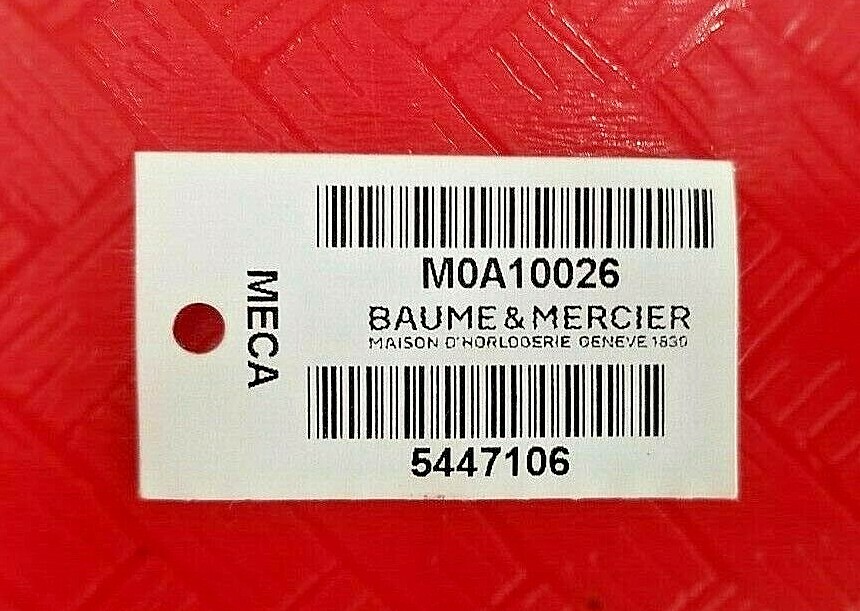 M0A10026
BAUME & MERCIER
MAISON D'HORLOGERIE GENEVE 1830
5447106
MECA